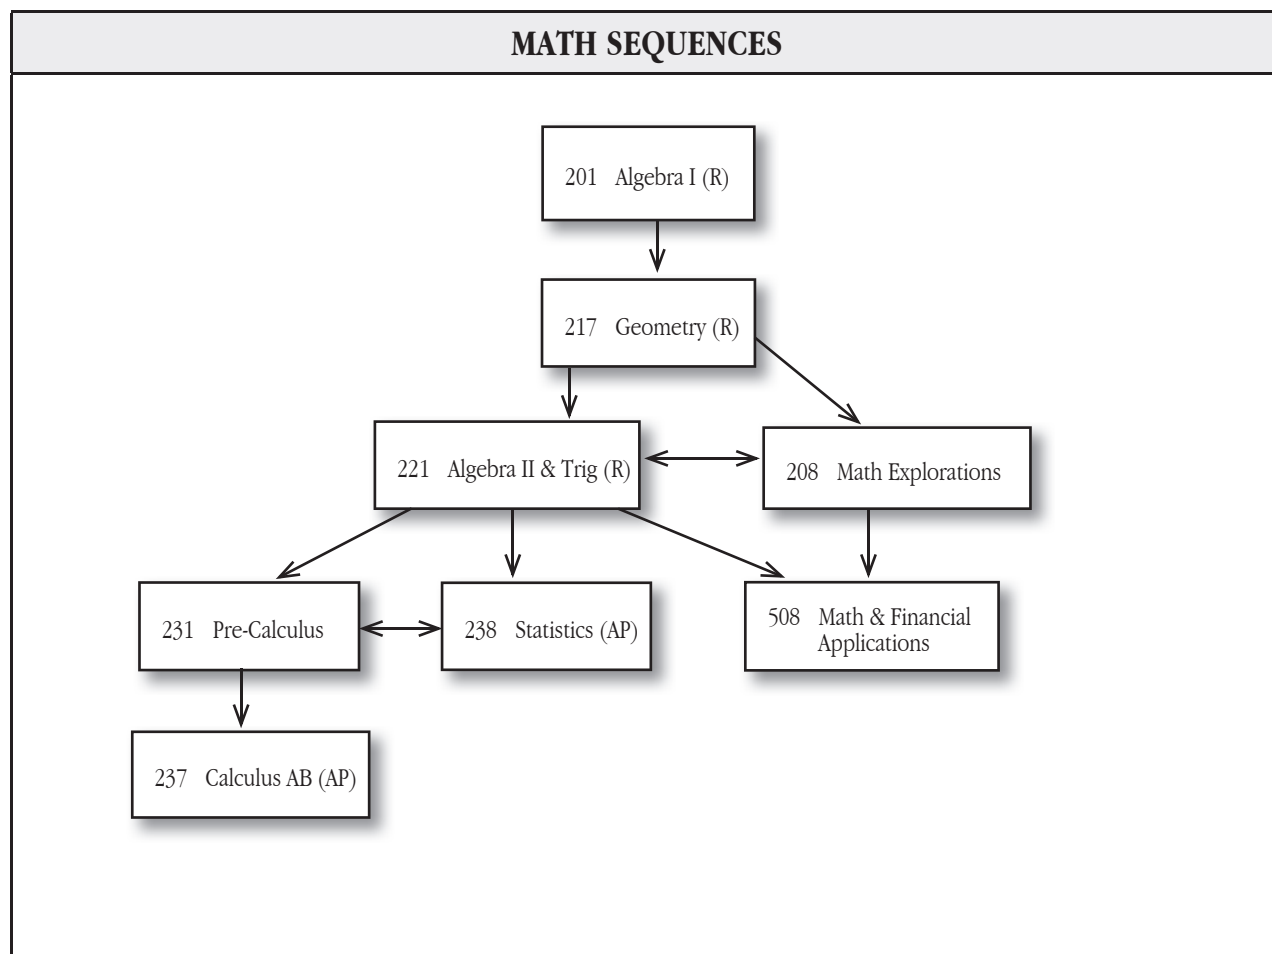 MATH SEQUENCES
201 Algebra I (R)
217 Geometry (R)
221 Algebra II & Trig (R)
208 Math Explorations
231 Pre-Calculus
238 Statistics (AP)
508 Math & Financial
Applications
237 Calculus AB (AP)